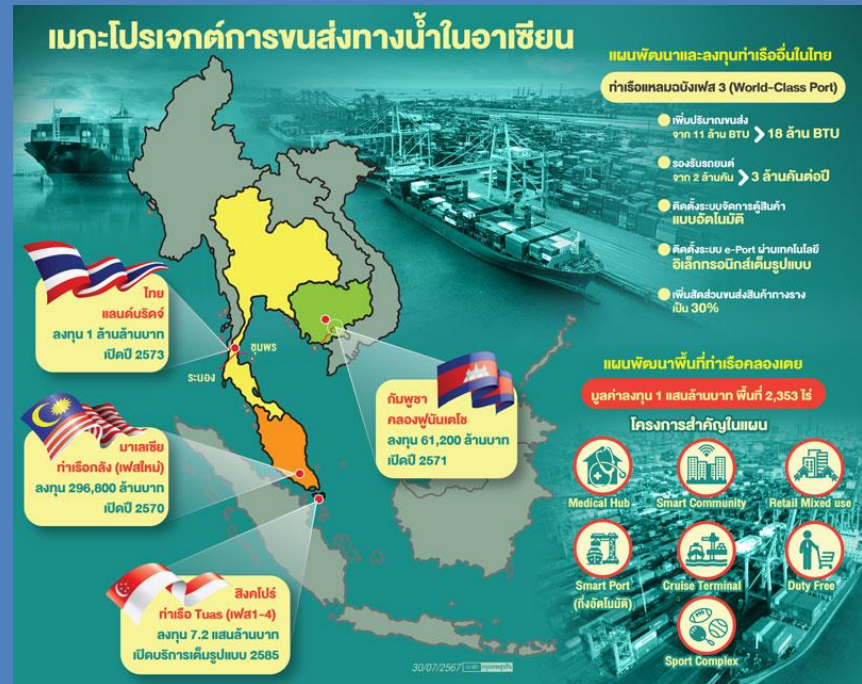 เมกะโปรเจกต์การขนส่งทางน้ำในอาเซียน
ไทย
แลนด์บริดจ์
ลงทุน 1 ล้านล้านบาท
เปิดปี 2573
ชุมพร
ระนอง
มาเลเซีย
ท่าเรือกลัง (เฟสใหม่)
ลงทุน 296,800 ล้านบาท
เปิดปี 2570
กัมพูชา
คลองฟูนันเตโช
ลงทุน 61,200 ล้านบาท
เปิดปี 2571
สิงคโปร์
ท่าเรือ Tuas (เฟส1-4)
ลงทุน 7.2 แสนล้านบาท
เปิดบริการเต็มรูปแบบ 2585
แผนพัฒนาและลงทุนท่าเรืออื่นในไทย
ท่าเรือแหลมฉบังเฟส 3 (World-Class Port)
เพิ่มปริมาณขนส่ง
จาก 11 ล้าน BTU > 18 ล้าน BTU
รองรับรถยนต์
จาก 2 ล้านคัน > 3 ล้านคันต่อปี
ติดตั้งระบบจัดการตู้สินค้า
แบบอัตโนมัติ
ติดตั้งระบบ e-Port ผ่านเทคโนโลยี
อิเล็กทรอนิกส์เต็มรูปแบบ
เพิ่มสัดส่วนขนส่งสินค้าทางราง
เป็น 30%
แผนพัฒนาพื้นที่ท่าเรือคลองเตย
มูลค่าลงทุน 1 แสนล้านบาท พื้นที่ 2,353 ไร่
โครงการสำคัญในแผน
Medical Hub
Smart Community
Retail Mixed use
Smart Port
(กึ่งอัตโนมัติ)
Cruise Terminal
Duty Free
Sport Complex
30/07/2567